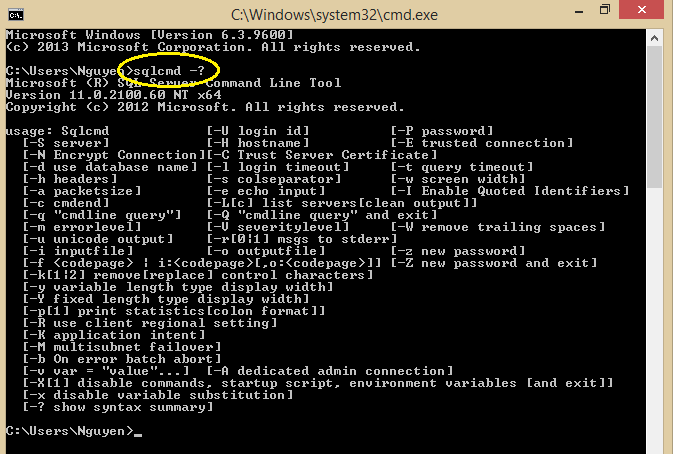 C:\Windows\system32\cmd.exe
Microsoft Windows [Version 6.3.9600]
(c) 2013 Microsoft Corporation. All rights reserved.
C:\Users\Nguyen>sqlcmd -?
Microsoft (R) SQL Server Command Line Tool
Version 11.0.2100.60 NT x64
Copyright (c) 2012 Microsoft. All rights reserved.
usage: Sqlcmd [-U login id] [-P password]
[-S server] [-H hostname] [-E trusted connection]
[-N Encrypt Connection][-C Trust Server Certificate]
[-d use database name] [-l login timeout] [-t query timeout]
[-h headers] [-s colseparator] [-w screen width]
[-a packetsize] [-e echo input] [-I Enable Quoted Identifiers]
[-c cmdend] [-L[c] list servers[clean output]]
[-q "cmdline query"] [-Q "cmdline query" and exit]
[-m errorlevel] [-V severitylevel] [-W remove trailing spaces]
[-u unicode output] [-r[0|1] msgs to stderr]
[-i inputfile] [-o outputfile] [-z new password]
[-f <codepage> | i:<codepage>[,o:<codepage>]] [-Z new password and exit]
[-k[1|2] remove[replace] control characters]
[-y variable length type display width]
[-Y fixed length type display width]
[-p[1] print statistics[colon format]]
[-R use client regional setting]
[-K application intent]
[-M multisubnet failover]
[-b On error batch abort]
[-v var = "value"...] [-A dedicated admin connection]
[-X[1] disable commands, startup script, environment variables [and exit]]
[-x disable variable substitution]
[-? show syntax summary]
C:\Users\Nguyen>_